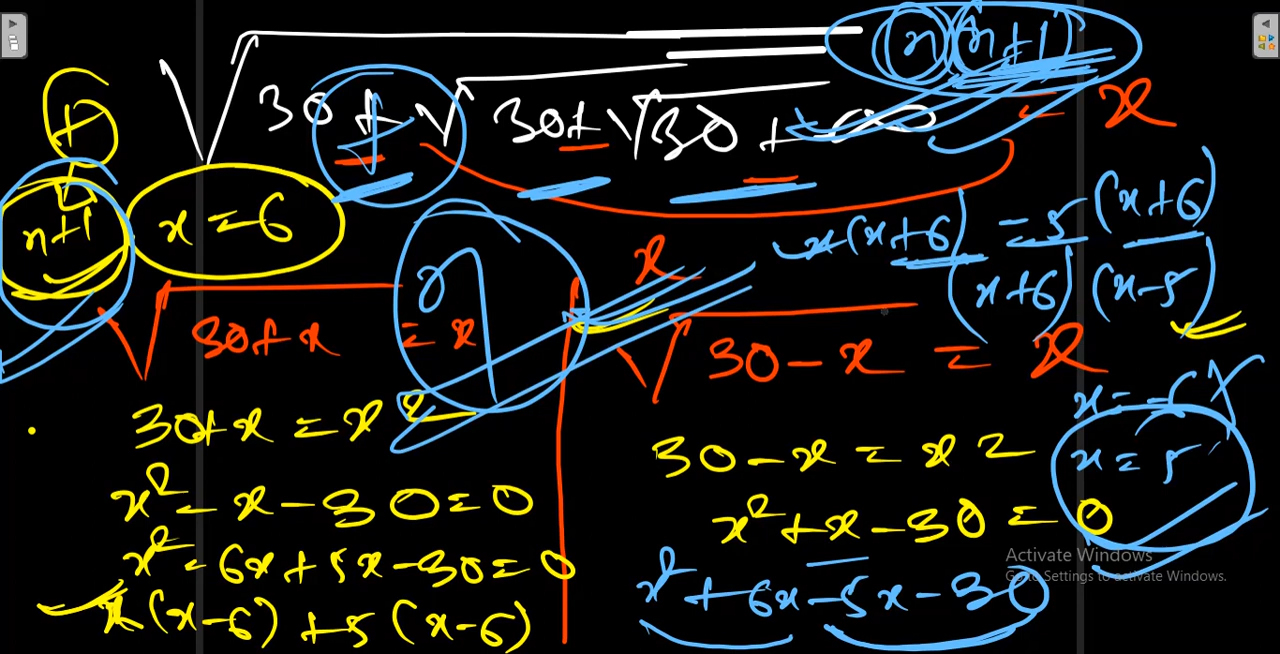 n (n+1)
√30+√30+√30+ - ∞ ← x
+
n+1
x = 6
x(x+6) = 5(x+6)
(x+6) (x-5)
x
√30+x = x
√30-x = x
n
x = -6 ×
x = 5
30+x = x²
x² - x - 30 = 0
x² - 6x + 5x - 30 = 0
x(x-6) + 5(x-6)
30-x = x²
x² + x - 30 = 0
x² + 6x - 5x - 30
Activate Windows
Go to Settings to activate Windows.